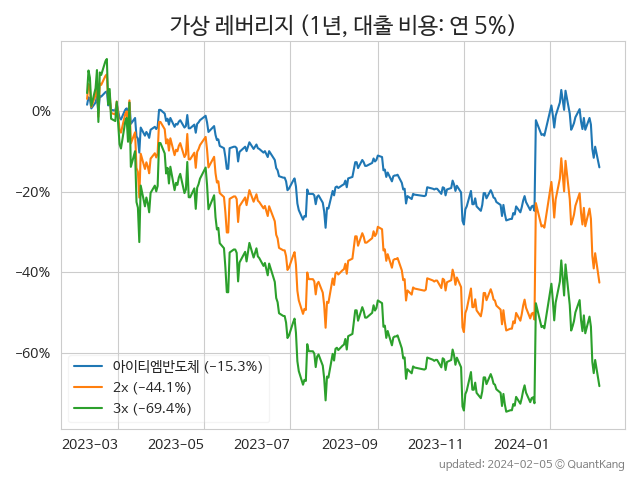 가상 레버리지 (1년, 대출 비용: 연 5%)
0%
−20%
−40%
−60%
아이티엠반도체 (−15.3%)
2x (−44.1%)
3x (−69.4%)
2023−03 2023−05 2023−07 2023−09 2023−11 2024−01
updated: 2024−02−05 © QuantKang